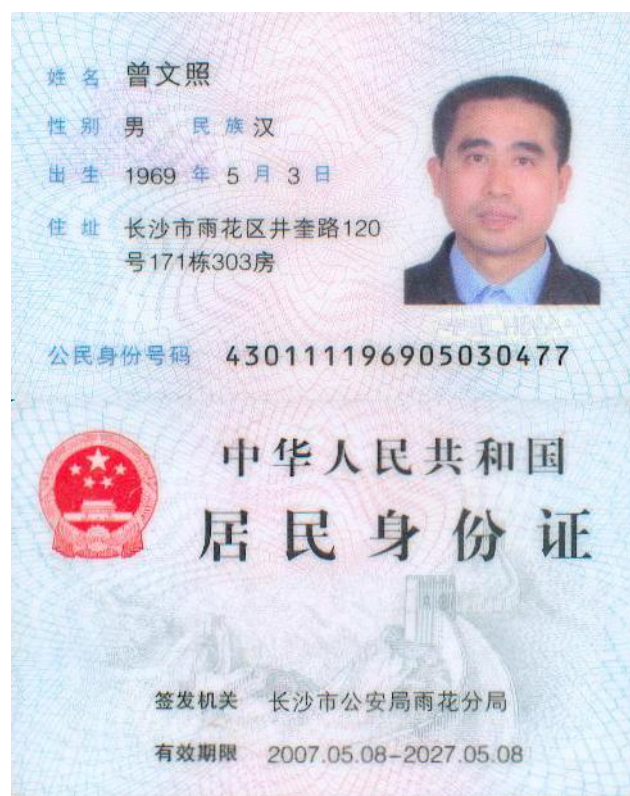 姓名 曾文照
性别 男 民族 汉
出生 1969 年 5 月 3 日
住址 长沙市雨花区井奎路120
号171栋303房
公民身份号码 430111196905030477
中华人民共和国
居民身份证
签发机关 长沙市公安局雨花分局
有效期限 2007.05.08-2027.05.08